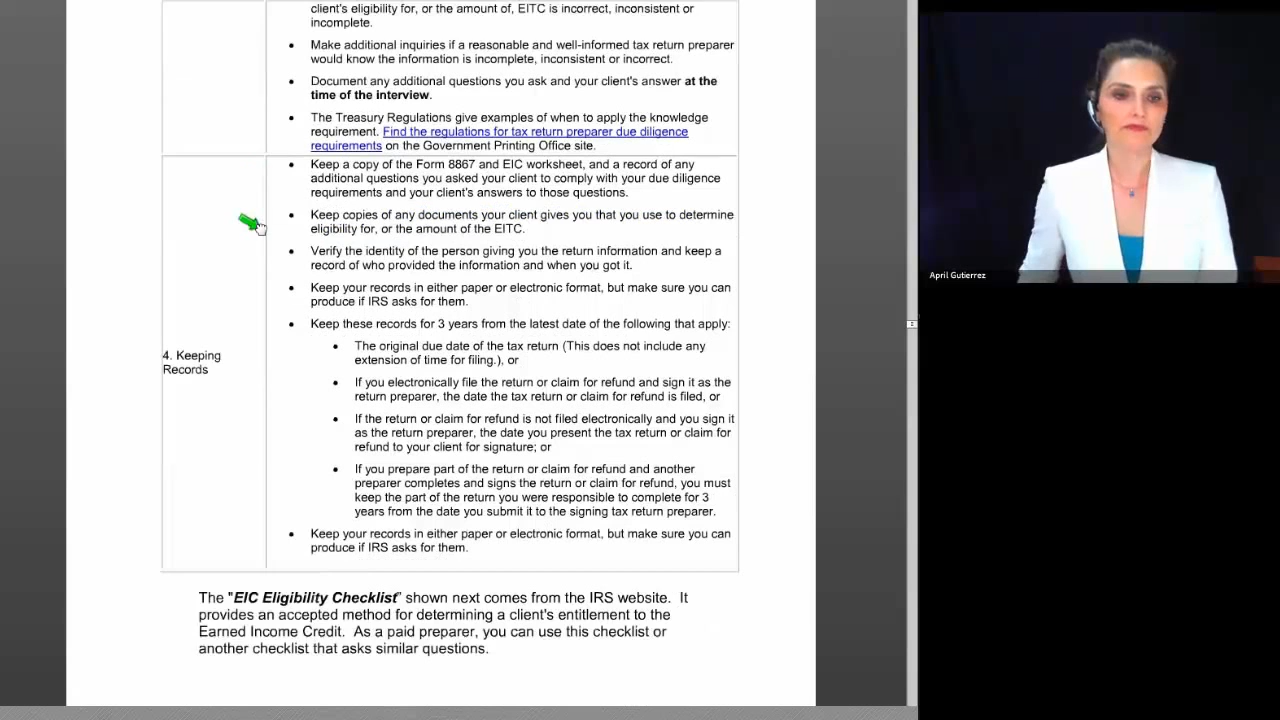 client's eligibility for, or the amount of, EITC is incorrect, inconsistent or
incomplete.
Make additional inquiries if a reasonable and well-informed tax return preparer
would know the information is incomplete, inconsistent or incorrect.
Document any additional questions you ask and your client's answer at the
time of the interview.
The Treasury Regulations give examples of when to apply the knowledge
requirement. Find the regulations for tax return preparer due diligence
requirements on the Government Printing Office site.
4. Keeping
Records
Keep a copy of the Form 8867 and EIC worksheet, and a record of any
additional questions you asked your client to comply with your due diligence
requirements and your client's answers to those questions.
Keep copies of any documents your client gives you that you use to determine
eligibility for, or the amount of the EITC.
Verify the identity of the person giving you the return information and keep a
record of who provided the information and when you got it.
Keep your records in either paper or electronic format, but make sure you can
produce if IRS asks for them.
Keep these records for 3 years from the latest date of the following that apply:
The original due date of the tax return (This does not include any
extension of time for filing.), or
If you electronically file the return or claim for refund and sign it as the
return preparer, the date the tax return or claim for refund is filed, or
If the return or claim for refund is not filed electronically and you sign it
as the return preparer, the date you present the tax return or claim for
refund to your client for signature; or
If you prepare part of the return or claim for refund and another
preparer completes and signs the return or claim for refund, you must
keep the part of the return you were responsible to complete for 3
years from the date you submit it to the signing tax return preparer.
Keep your records in either paper or electronic format, but make sure you can
produce if IRS asks for them.
The "EIC Eligibility Checklist" shown next comes from the IRS website. It
provides an accepted method for determining a client's entitlement to the
Earned Income Credit. As a paid preparer, you can use this checklist or
another checklist that asks similar questions.
April Gutierrez